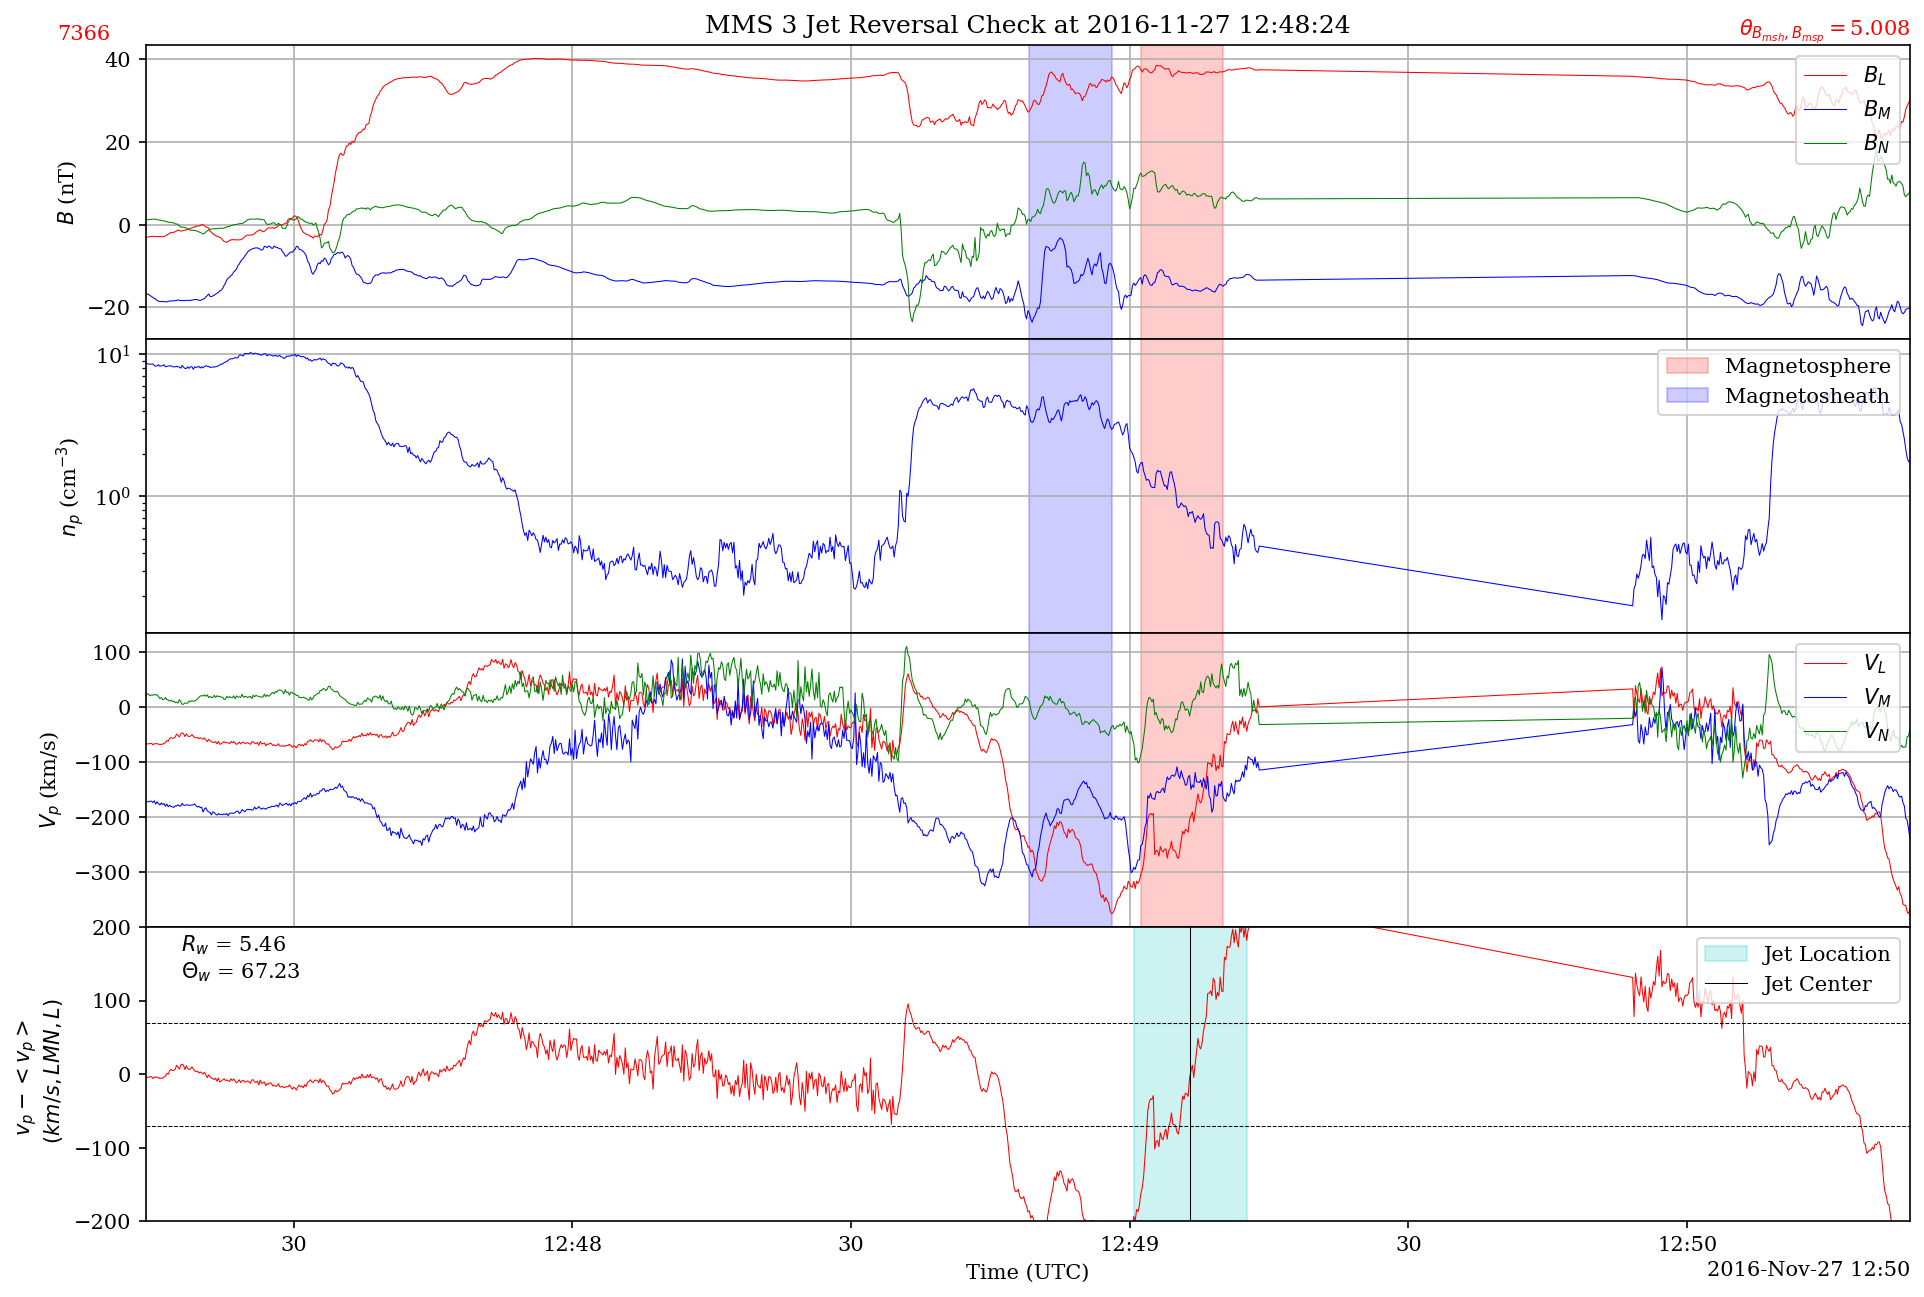 MMS 3 Jet Reversal Check at 2016-11-27 12:48:24
7366
θ_{B_{msh}, B_{msp}} = 5.008
40
20
0
−20
B (nT)
B_L
B_M
B_N
10^1
10^0
n_p (cm^{−3})
Magnetosphere
Magnetosheath
100
0
−100
−200
−300
V_p (km/s)
V_L
V_M
V_N
200
100
0
−100
−200
v_p − < v_p >
(km/s, LMN, L)
R_w = 5.46
Θ_w = 67.23
Jet Location
Jet Center
30
12:48
30
12:49
30
12:50
Time (UTC)
2016-Nov-27 12:50